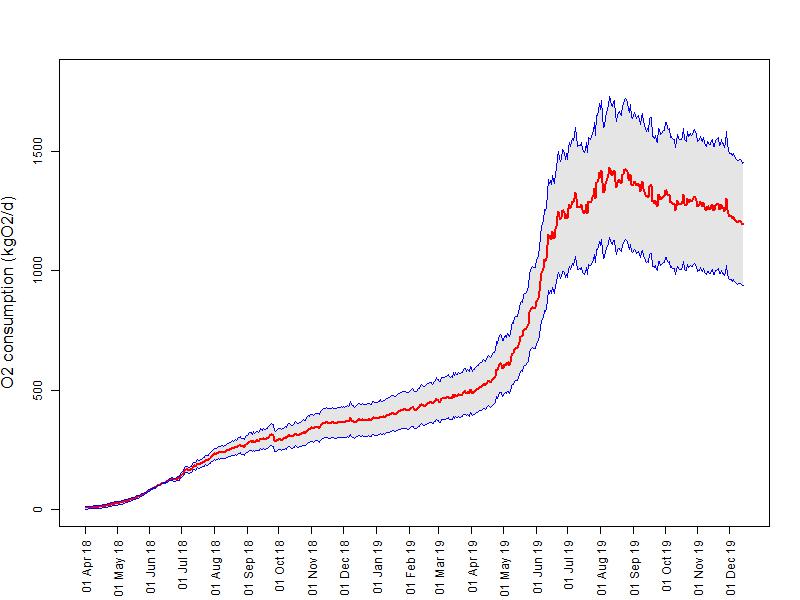 O2 consumption (kgO2/d)
1500
1000
500
0
01 Apr 18
01 May 18
01 Jun 18
01 Jul 18
01 Aug 18
01 Sep 18
01 Oct 18
01 Nov 18
01 Dec 18
01 Jan 19
01 Feb 19
01 Mar 19
01 Apr 19
01 May 19
01 Jun 19
01 Jul 19
01 Aug 19
01 Sep 19
01 Oct 19
01 Nov 19
01 Dec 19